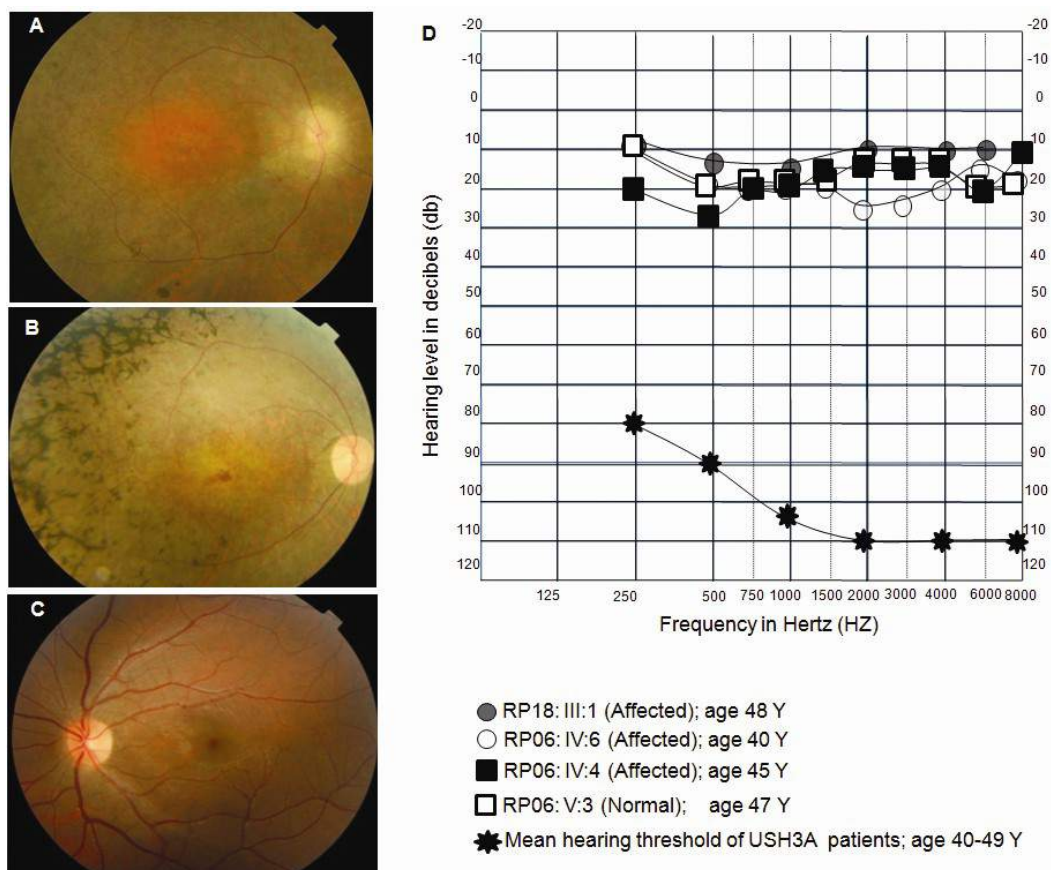 A
B
C
D
-20 -20
-10 -10
0 0
10 10
20 20
30 30
40 40
50 50
60 60
70 70
80 80
90 90
100 100
110 110
120 120
Hearing level in decibels (db)
125 250 500 750 1000 1500 2000 3000 4000 6000 8000
Frequency in Hertz (HZ)
RP18: III:1 (Affected); age 48 Y
RP06: IV:6 (Affected); age 40 Y
RP06: IV:4 (Affected); age 45 Y
RP06: V:3 (Normal); age 47 Y
Mean hearing threshold of USH3A patients; age 40-49 Y